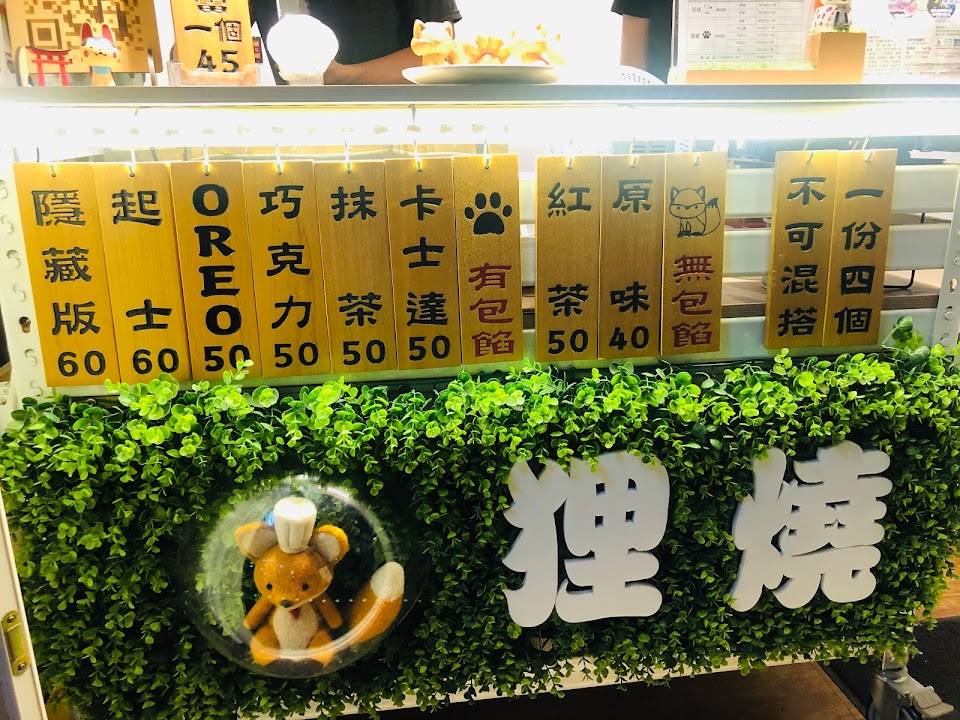 一個
45
一份四個
不可混搭
無包餡
原味40
紅茶50
有包餡
卡士達50
抹茶50
巧克力50
OREO50
起士60
隱藏版60
狸燒